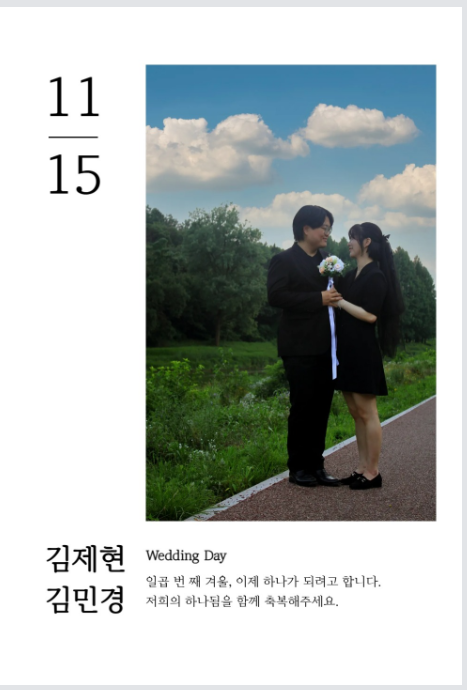 11
15
김제현
김민경
Wedding Day
일곱 번 째 겨울, 이제 하나가 되려고 합니다.
저희의 하나됨을 함께 축복해주세요.